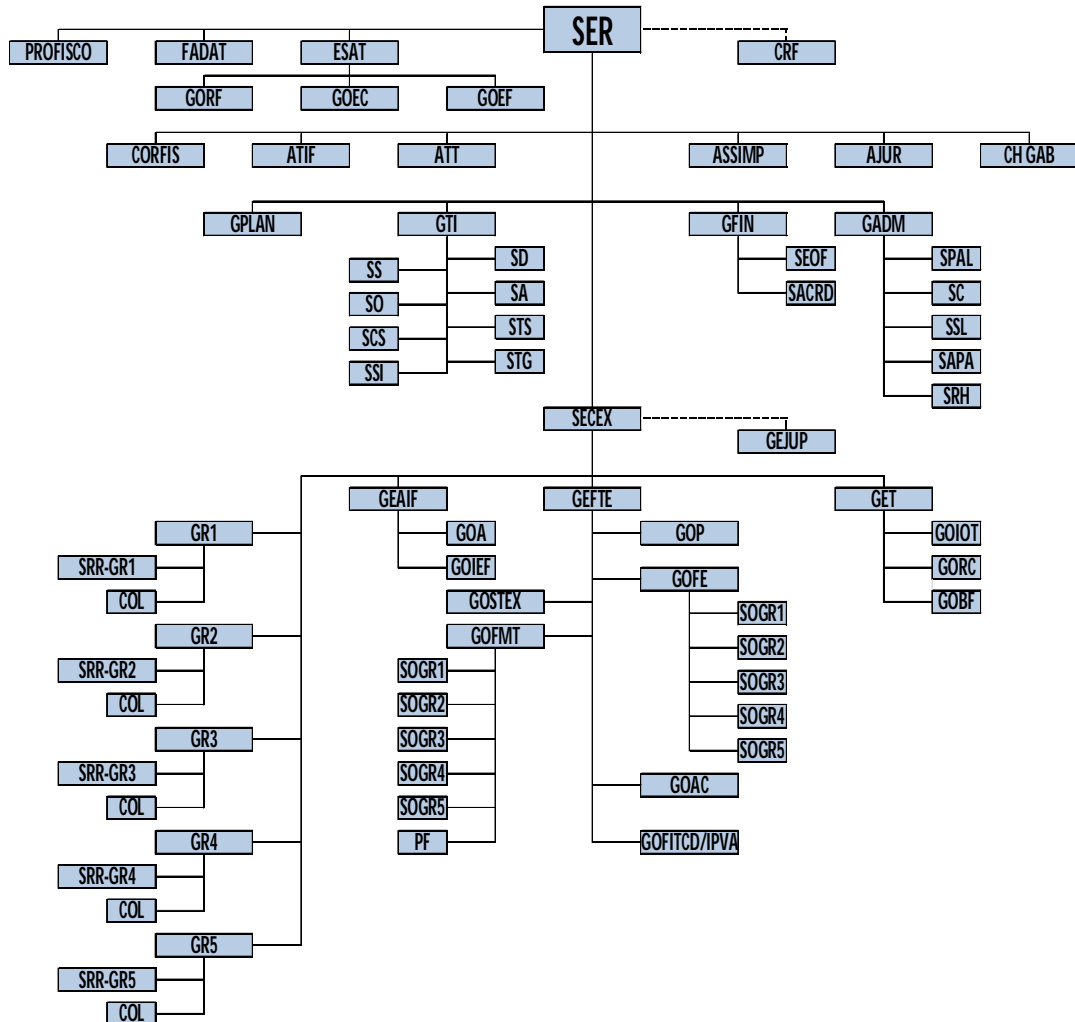 SER
PROFISCO FADAT ESAT CRF
GORF GOEC GOEF
CORFIS ATIF ATT ASSIMP AJUR CH GAB
GPLAN GTI GFIN GADM
SS SD SEOF SPAL
SO SA SACRD SC
SCS STS SSL
SSI STG SAPA
SRH
SECEX
GEJUP
GEAIF GEFTE GET
GR1 GOA GOP GOIOT
SRR-GR1 GOIEF GOFE GORC
COL GOSTEX GOBF
SOGR1
GR2 GOFMT SOGR2
SRR-GR2 SOGR1 SOGR3
COL SOGR2 SOGR4
GR3 SOGR3 SOGR5
SRR-GR3 SOGR4 GOAC
COL SOGR5
GR4 PF GOFITCD/IPVA
SRR-GR4
COL
GR5
SRR-GR5
COL